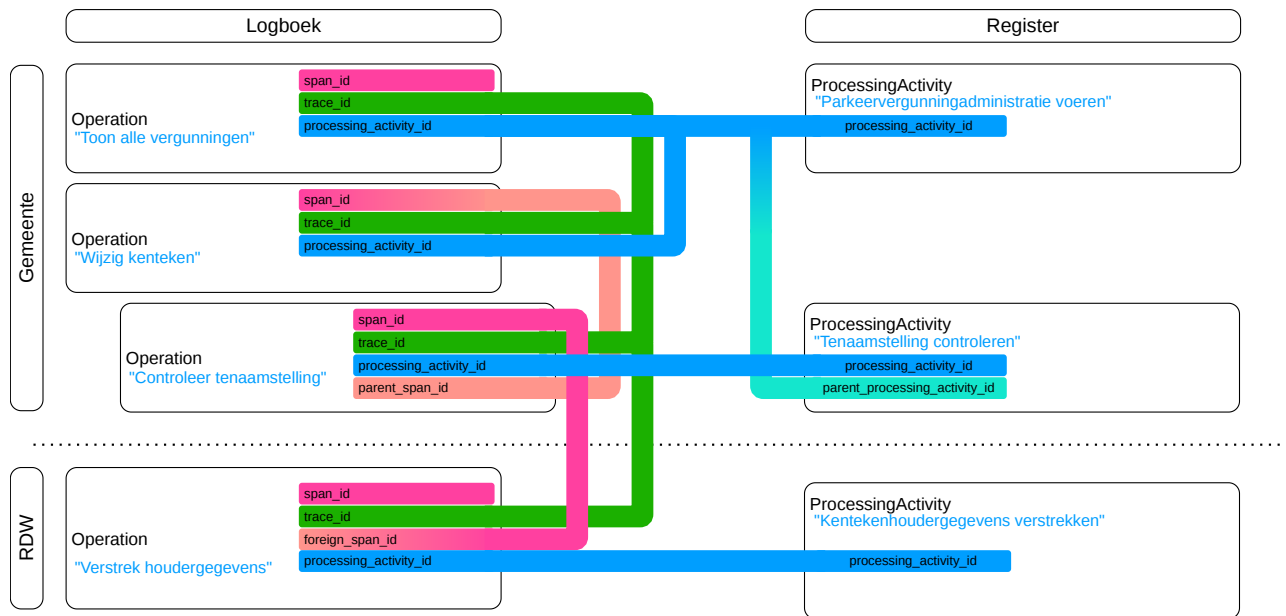 Logboek
Register
Gemeente
Operation
"Toon alle vergunningen"
span_id
trace_id
processing_activity_id
ProcessingActivity
"Parkeervergunningadministratie voeren"
processing_activity_id
Operation
"Wijzig kenteken"
span_id
trace_id
processing_activity_id
Operation
"Controleer tenaamstelling"
span_id
trace_id
processing_activity_id
parent_span_id
ProcessingActivity
"Tenaamstelling controleren"
processing_activity_id
parent_processing_activity_id
RDW
Operation
"Verstrek houdergegevens"
span_id
trace_id
foreign_span_id
processing_activity_id
ProcessingActivity
"Kentekenhoudergegevens verstrekken"
processing_activity_id